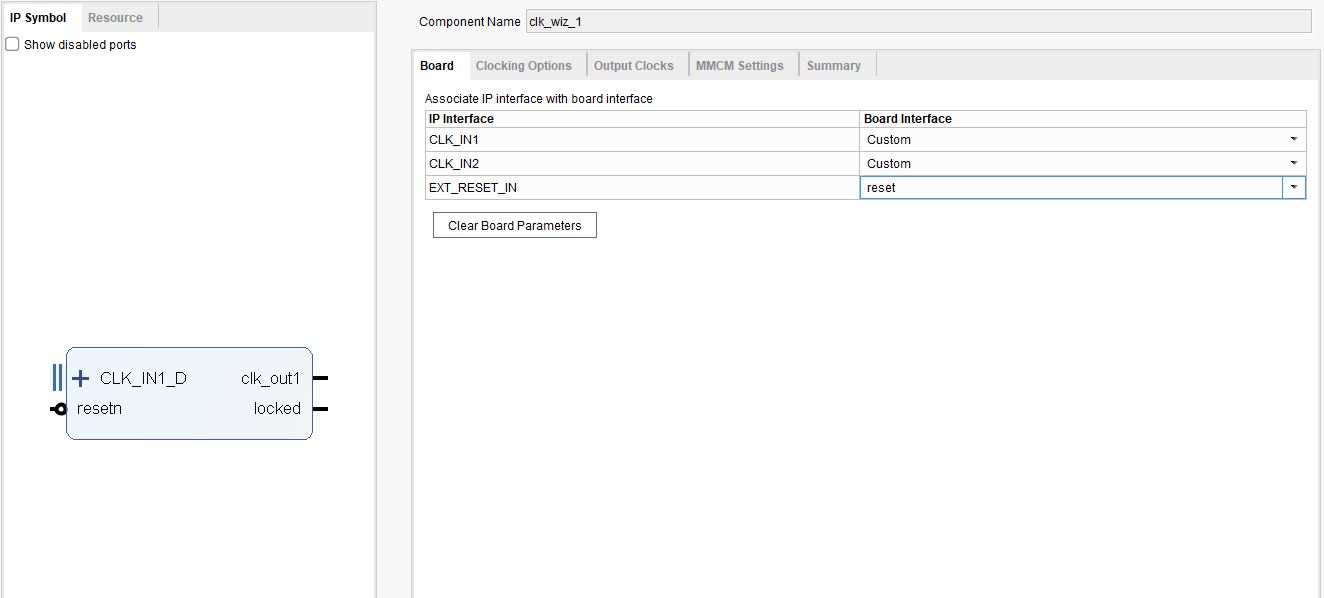 IP Symbol Resource
Show disabled ports
CLK_IN1_D clk_out1
resetn locked
Component Name clk_wiz_1
Board Clocking Options Output Clocks MMCM Settings Summary
Associate IP interface with board interface
IP Interface Board Interface
CLK_IN1 Custom
CLK_IN2 Custom
EXT_RESET_IN reset
Clear Board Parameters